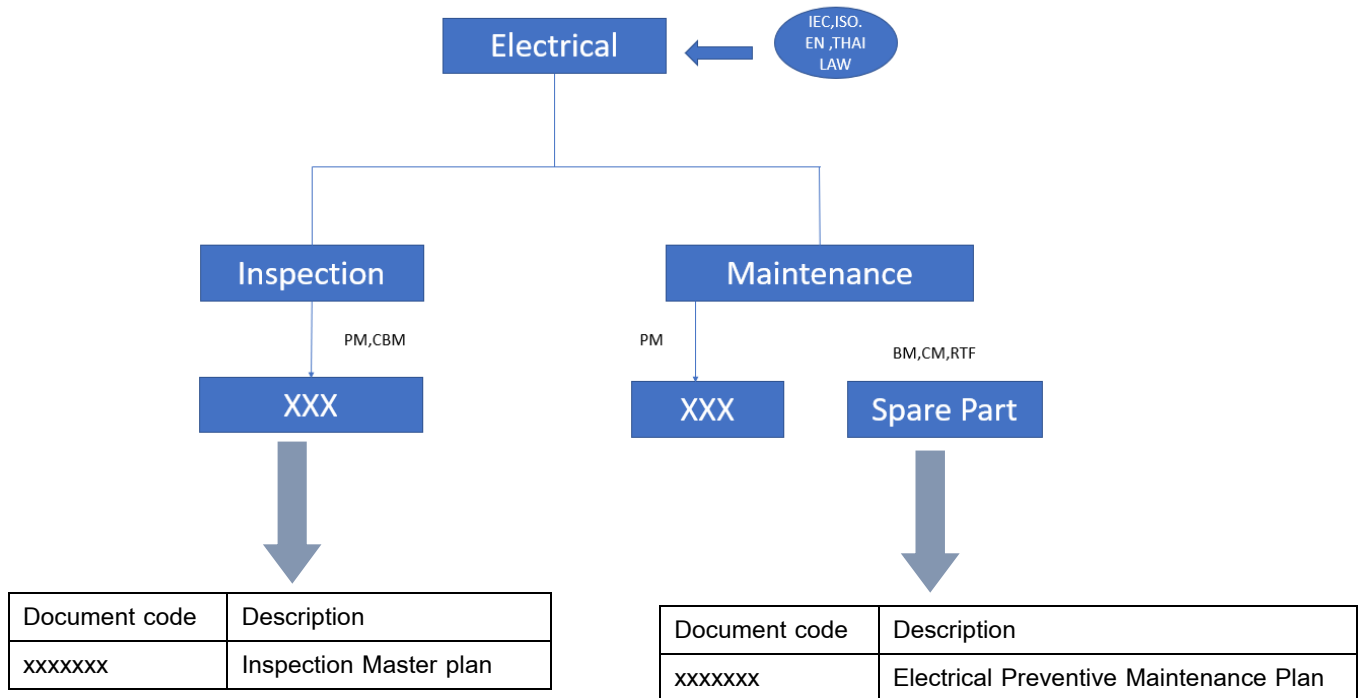 Electrical
IEC,ISO.
EN ,THAI
LAW
Inspection
Maintenance
PM,CBM
PM
BM,CM,RTF
XXX
XXX
Spare Part
Document code Description
xxxxxxx Inspection Master plan
Document code Description
xxxxxxx Electrical Preventive Maintenance Plan